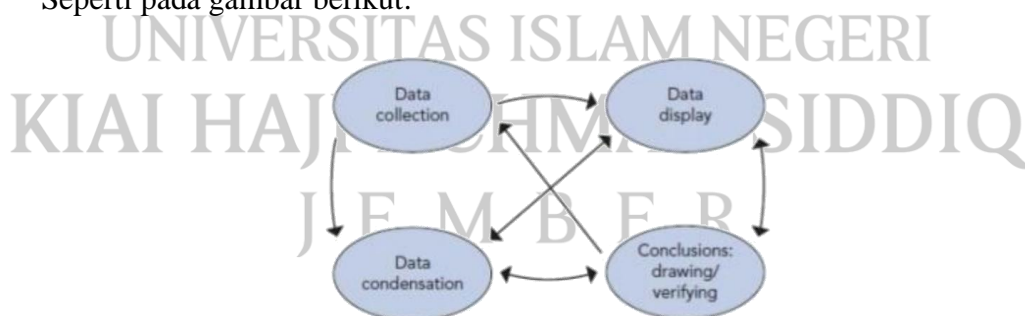 Seperti pada gambar berikut:
UNIVERSITAS ISLAM NEGERI
KIAI HAJI SIDDIQ
JEMBER
Data
collection
Data
display
Data
condensation
Conclusions:
drawing/
verifying